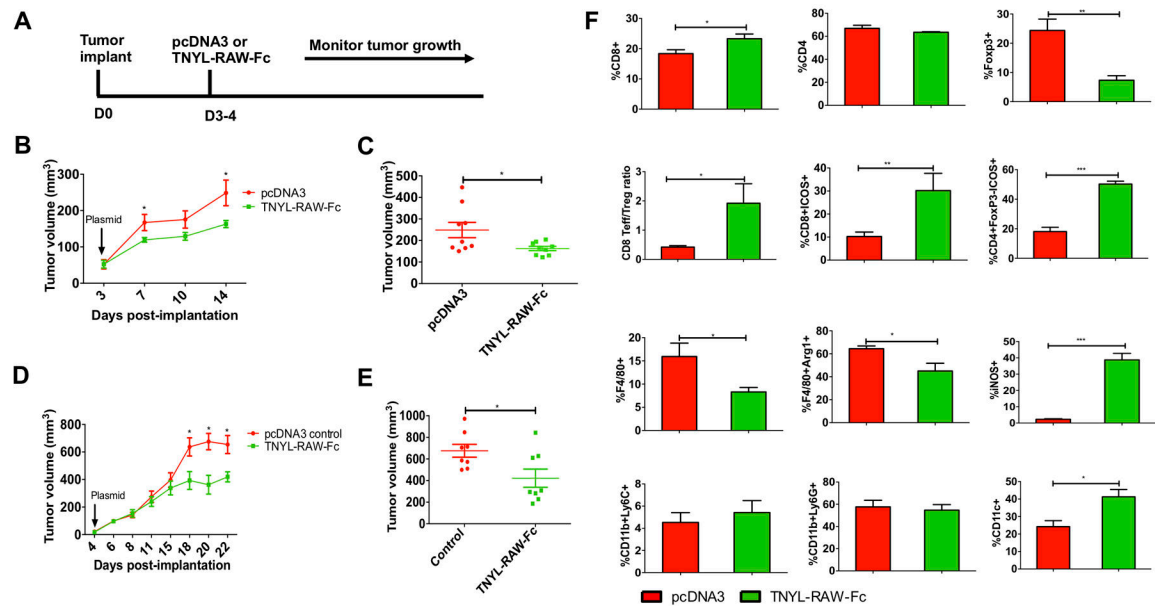 A
Tumor
implant
pcDNA3 or
TNYL-RAW-Fc
Monitor tumor growth
D0
D3-4
B
Tumor volume (mm³)
300
200
100
0
Plasmid
*
*
pcDNA3
TNYL-RAW-Fc
3
7
10
14
Days post-implantation
C
Tumor volume (mm³)
500
400
300
200
100
0
*
pcDNA3
TNYL-RAW-Fc
D
Tumor volume (mm³)
800
600
400
200
0
Plasmid
* * *
pcDNA3 control
TNYL-RAW-Fc
4
6
8
11
15
18
20
22
Days post-implantation
E
Tumor volume (mm³)
1000
800
600
400
200
0
*
Control
TNYL-RAW-Fc
F
%CD8+
30
20
10
0
*
%CD4
80
60
40
20
0
%Foxp3+
30
20
10
0
**
CD8 Teff/Treg ratio
3
2
1
0
*
%CD8+ICOS+
40
30
20
10
0
**
%CD4+FoxP3-ICOS+
60
40
20
0
***
%F4/80+
20
15
10
5
0
*
%F4/80+Arg1+
80
60
40
20
0
*
%iNOS+
50
40
30
20
10
0
***
%CD11b+Ly6C+
8
6
4
2
0
%CD11b+Ly6G+
80
60
40
20
0
%CD11c+
50
40
30
20
10
0
*
pcDNA3
TNYL-RAW-Fc